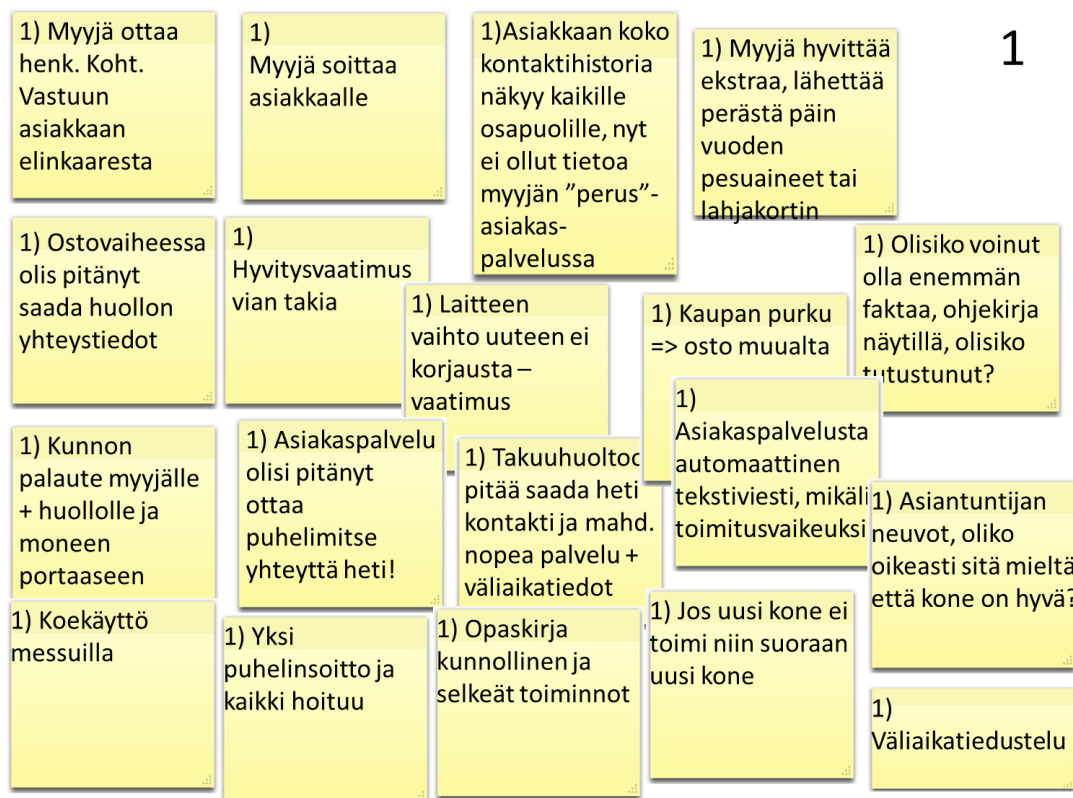 1) Myyjä ottaa
henk. Koht.
Vastuun
asiakkaan
elinkaaresta
1)
Myyjä soittaa
asiakkaalle
1)Asiakkaan koko
kontaktihistoria
näkyy kaikille
osapuolille, nyt
ei ollut tietoa
myyjän ”perus”-
asiakas-
palvelussa
1) Myyjä hyvittää
ekstraa, lähettää
perästä päin
vuoden
pesuaineet tai
lahjakortin
1
1) Ostovaiheessa
olis pitänyt
saada huollon
yhteystiedot
1)
Hyvitysvaatimus
vian takia
1) Laitteen
vaihto uuteen ei
korjausta –
vaatimus
1) Kaupan purku
=> osto muualta
1) Olisiko voinut
olla enemmän
faktaa, ohjekirja
näytillä, olisiko
tutustunut?
1) Kunnon
palaute myyjälle
+ huollolle ja
moneen
portaaseen
1) Asiakaspalvelu
olisi pitänyt
ottaa
puhelimitse
yhteyttä heti!
1) Takuuhuoltoo
pitää saada heti
kontakti ja mahd.
nopea palvelu +
väliaikatiedot
1)
Asiakaspalvelusta
automaattinen
tekstiviesti, mikäli
toimitusvaikeuksi
1) Asiantuntijan
neuvot, oliko
oikeasti sitä mieltä
että kone on hyvä?
1) Koekäyttö
messuilla
1) Yksi
puhelinsoitto ja
kaikki hoituu
1) Opaskirja
kunnollinen ja
selkeät toiminnot
1) Jos uusi kone ei
toimi niin suoraan
uusi kone
1)
Väliaikatiedustelu